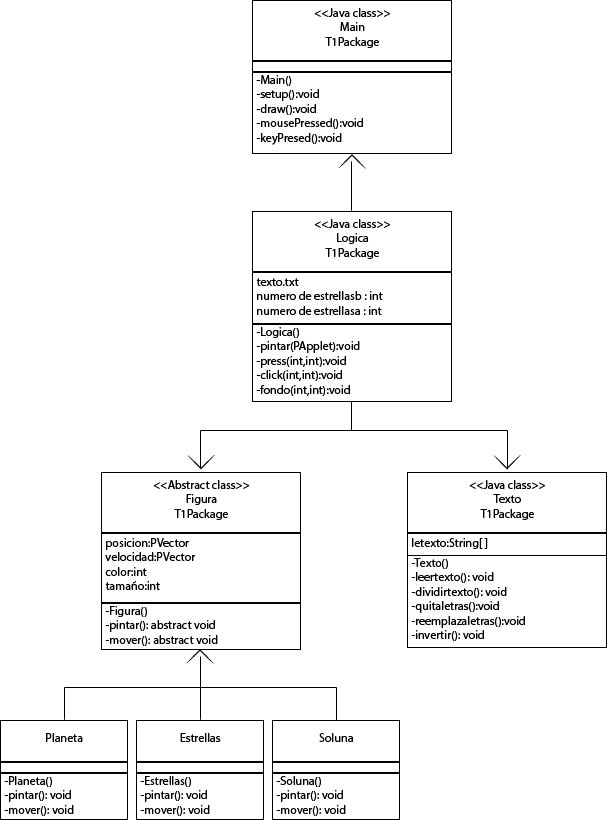 <<Java class>>
Main
T1Package
-Main()
-setup():void
-draw():void
-mousePressed():void
-keyPresed():void
<<Java class>>
Logica
T1Package
texto.txt
numero de estrellasb : int
numero de estrellasa : int
-Logica()
-pintar(PApplet):void
-press(int,int):void
-click(int,int):void
-fondo(int,int):void
<<Abstract class>>
Figura
T1Package
posicion:PVector
velocidad:PVector
color:int
tamaño:int
-Figura()
-pintar(): abstract void
-mover(): abstract void
<<Java class>>
Texto
T1Package
letexto:String[ ]
-Texto()
-leertexto(): void
-dividirtexto(): void
-quitaletras():void
-reemplazaletras():void
-invertir(): void
Planeta
-Planeta()
-pintar(): void
-mover(): void
Estrellas
-Estrellas()
-pintar(): void
-mover(): void
Soluna
-Soluna()
-pintar(): void
-mover(): void